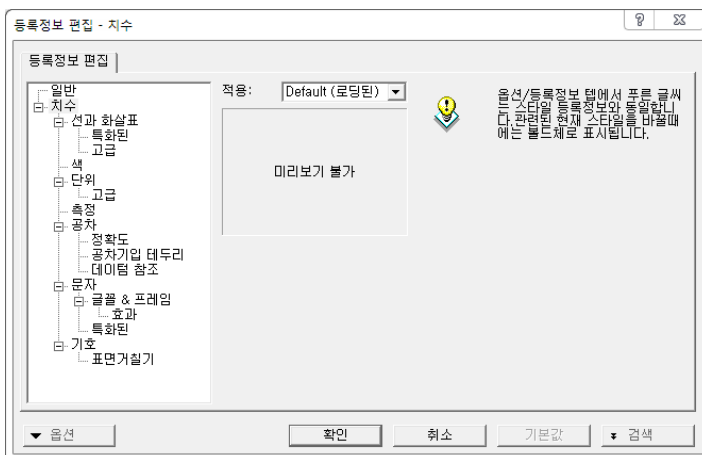 등록정보 편집 - 치수
등록정보 편집
일반
치수
선과 화살표
특화된
고급
색
단위
고급
측정
공차
정확도
공차기입 테두리
데이텀 참조
문자
글꼴 & 프레임
효과
특화된
기호
표면거칠기
적용:
Default (로딩된)
미리보기 불가
옵션/등록정보 탭에서 푸른 글씨
는 스타일 등록정보와 동일합니
다.관련된 현재 스타일을 바꿀때
에는 볼드체로 표시됩니다.
옵션
확인
취소
기본값
검색